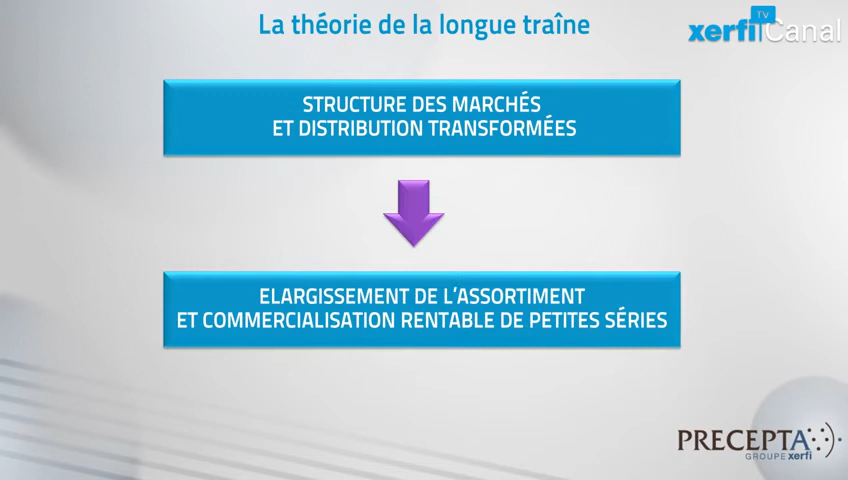 La théorie de la longue traîne
xerfi TV Canal
STRUCTURE DES MARCHÉS
ET DISTRIBUTION TRANSFORMÉES
ELARGISSEMENT DE L'ASSORTIMENT
ET COMMERCIALISATION RENTABLE DE PETITES SÉRIES
PRECEPTA
GROUPE xerfi